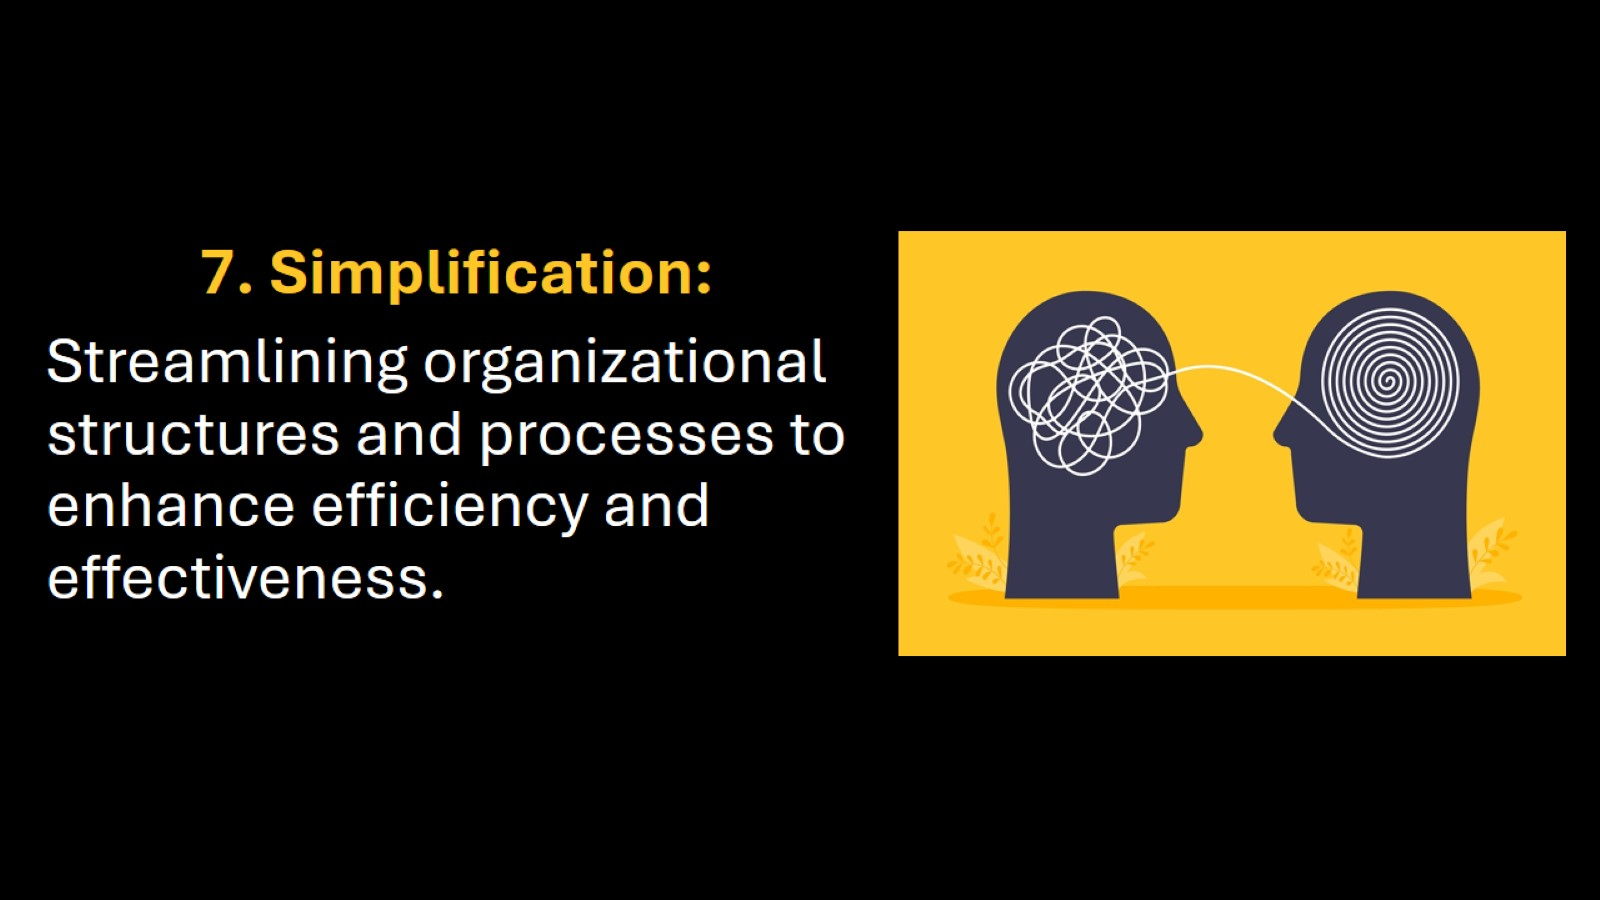 7. Simplification:
Streamlining organizational
structures and processes to
enhance efficiency and
effectiveness.